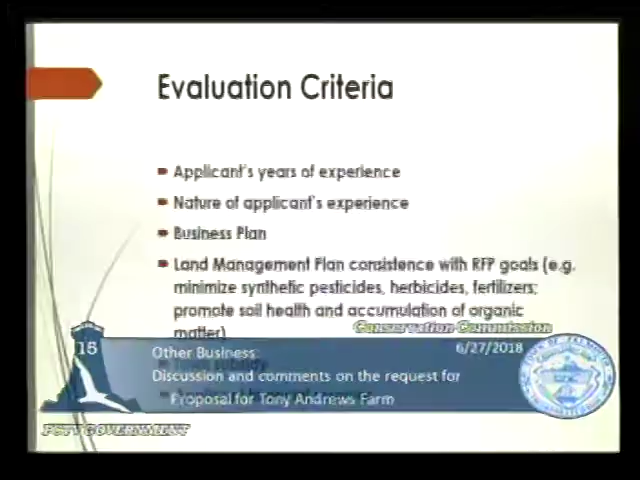 Evaluation Criteria
Applicant's years of experience
Nature of applicant's experience
Business Plan
Land Management Plan consistence with RFP goals (e.g.
minimize synthetic pesticides, herbicides, fertilizers;
promote soil health and accumulation of organic
matter)
Conservation Commission
15
Other Business:
6/27/2018
Discussion and comments on the request for
Proposal for Tony Andrews Farm
FCTV GOVERNMENT